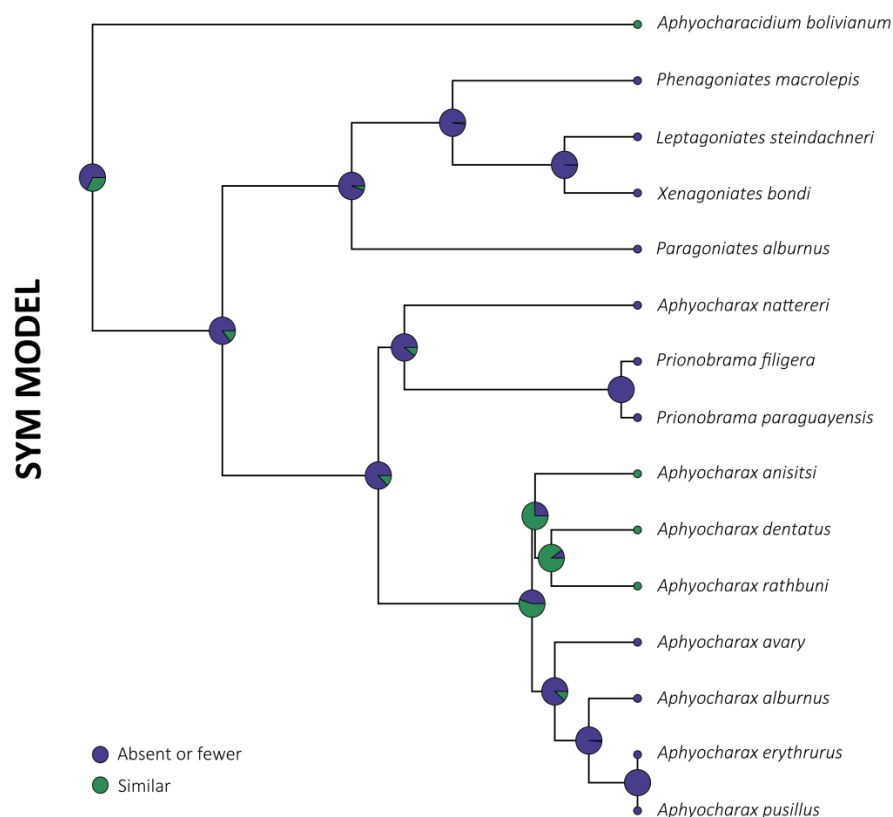 SYM MODEL
Aphyocharacidium bolivianum
Phenagoniates macrolepis
Leptagoniates steindachneri
Xenagoniates bondi
Paragoniates alburnus
Aphyocharax nattereri
Prionobrama filigera
Prionobrama paraguayensis
Aphyocharax anisitsi
Aphyocharax dentatus
Aphyocharax rathbuni
Aphyocharax avary
Aphyocharax alburnus
Aphyocharax erythrurus
Aphyocharax pusillus
Absent or fewer
Similar